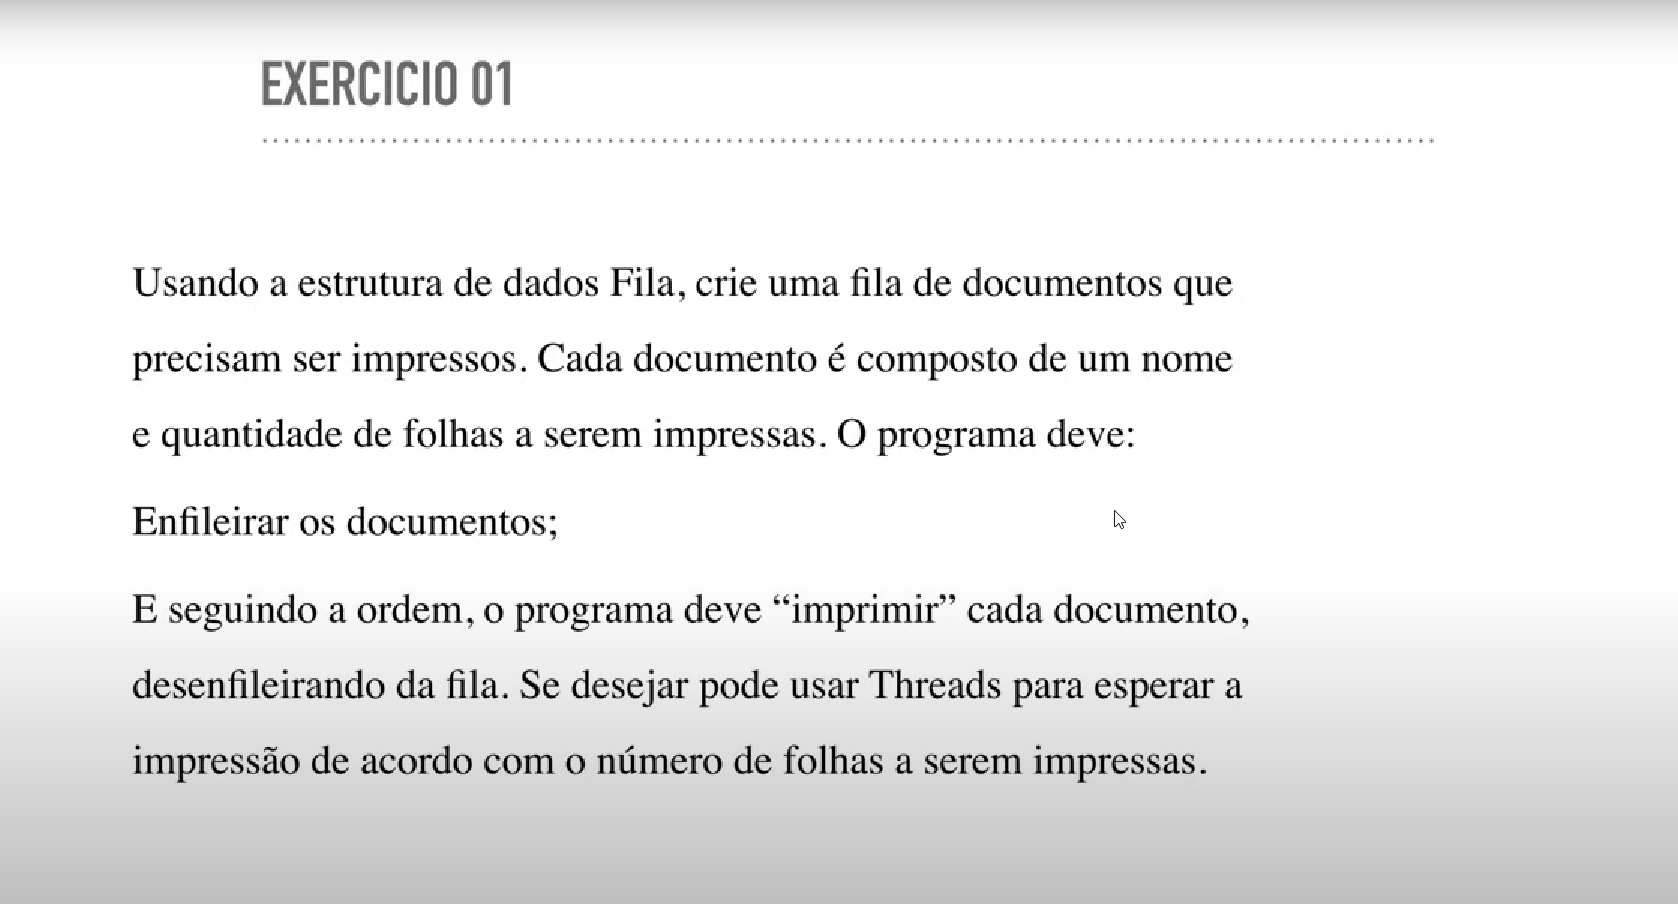 EXERCICIO 01
Usando a estrutura de dados Fila, crie uma fila de documentos que
precisam ser impressos. Cada documento é composto de um nome
e quantidade de folhas a serem impressas. O programa deve:
Enfileirar os documentos;
E seguindo a ordem, o programa deve “imprimir” cada documento,
desenfileirando da fila. Se desejar pode usar Threads para esperar a
impressão de acordo com o número de folhas a serem impressas.